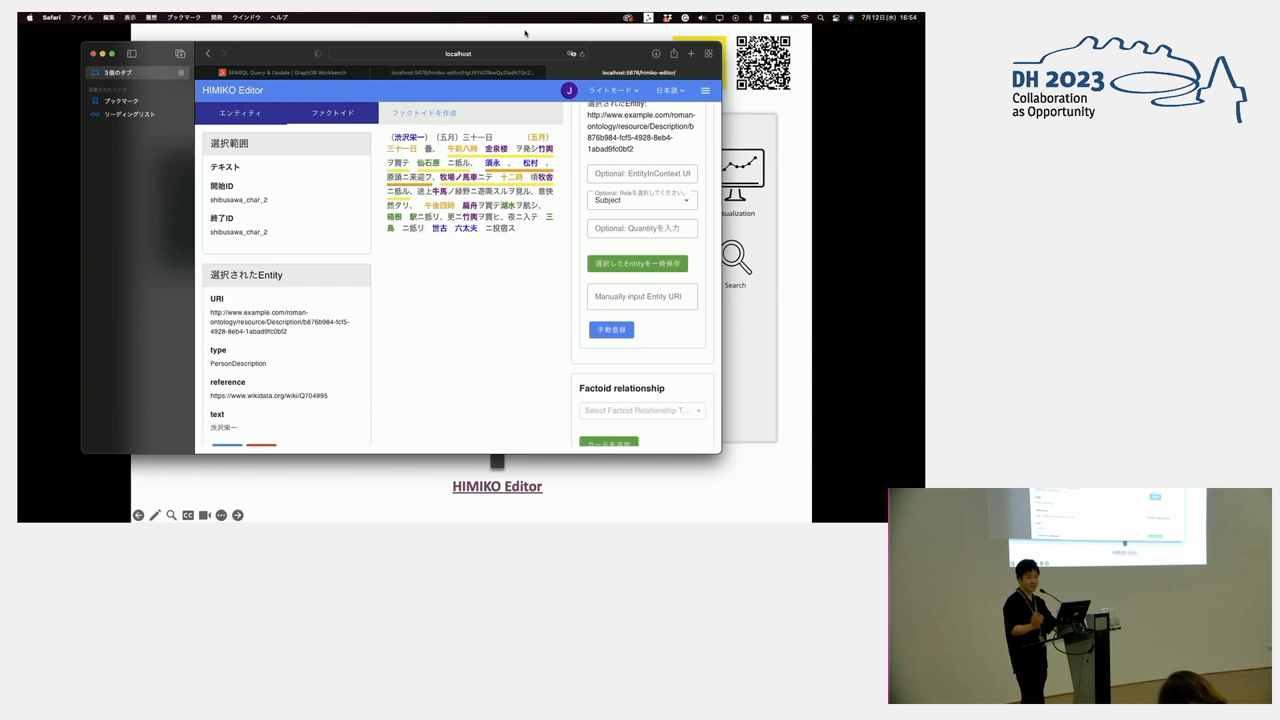 Safari ファイル 編集 表示 履歴 ブックマーク 開発 ウインドウ ヘルプ
7月12日(水) 16:54
DH 2023
Collaboration
as Opportunity
3個のタブ
ブックマーク
リーディングリスト
localhost
SPARQL Query & Update | GraphDB Workbench
localhost:5678/himiko-editor/
HIMIKO Editor
J
ライトモード
日本語
エンティティ
ファクトイド
ファクトイドを作成
選択範囲
テキスト
開始ID
shibusawa_char_2
終了ID
shibusawa_char_2
選択されたEntity
URI
http://www.example.com/roman-
ontology/resource/Description/b876b984-fcf5-
4928-8eb4-1abad9fc0bf2
type
PersonDescription
reference
https://www.wikidata.org/wiki/Q704995
text
渋沢栄一
(渋沢栄一) (五月) 三十一日 (五月)
三十一日 曇、 午前八時 金泉楼 ヲ発シ竹輿
ヲ賀テ 仙石原 ニ抵ル、 須永 、 松村 、
原頭ニ来迎フ、牧場ノ馬車ニテ 十二時 頃牧舎
ニ抵ル、途上牛馬ノ緑野ニ遊嘶スルヲ見ル、意快
然タリ、 午後四時 扁舟ヲ賀テ湖水ヲ航シ、
箱根 駅ニ抵リ、更ニ竹輿ヲ賀ヒ、夜ニ入テ 三
島 ニ抵リ 世古 六太夫 ニ投宿ス
選択されたEntity:
http://www.example.com/roman-
ontology/resource/Description/b
876b984-fcf5-4928-8eb4-
1abad9fc0bf2
Optional: EntityInContext UF
Optional: Roleを選択してください。
Subject
Optional: Quantityを入力
選択したEntityを一時保存
Manually input Entity URI
手動登録
Factoid relationship
Select Factoid Relationship T...
カードを追加
ualization
Search
HIMIKO Editor
CC